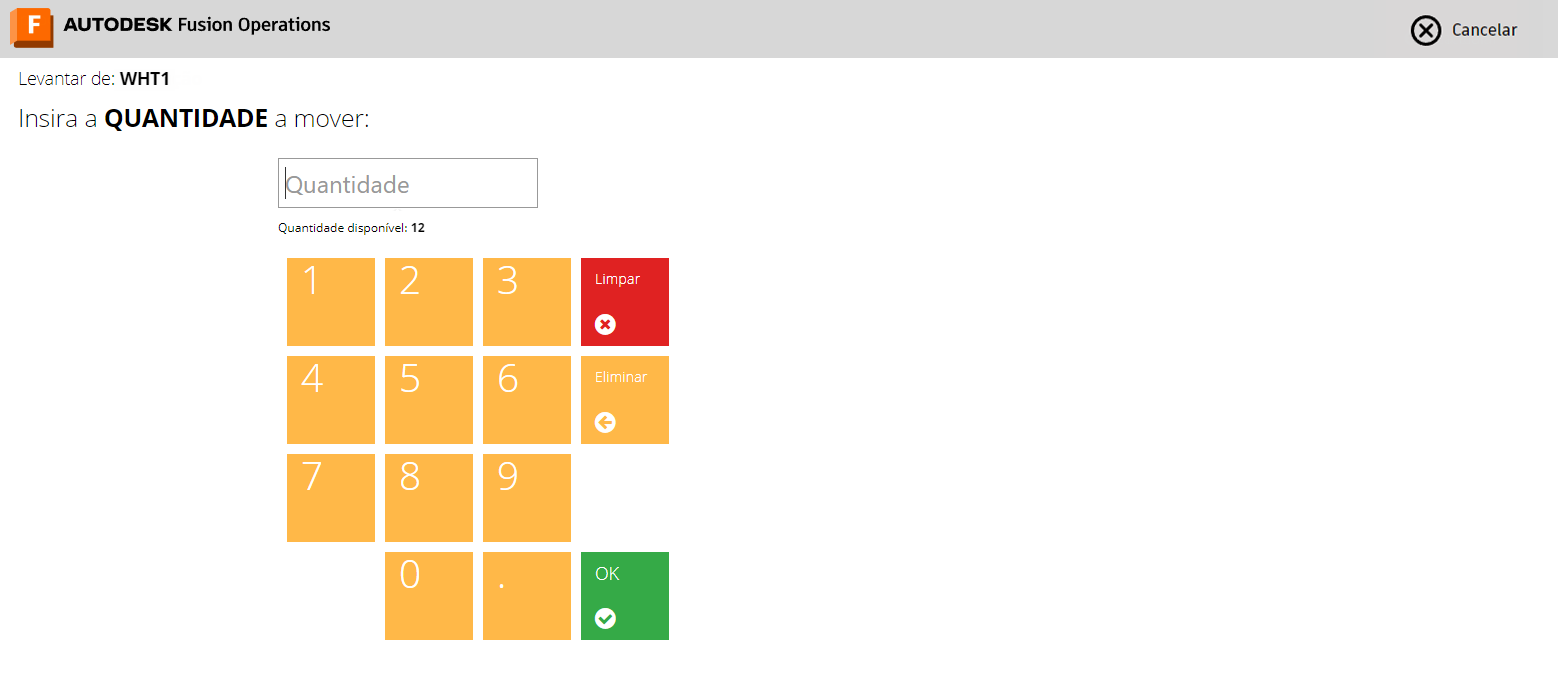 F AUTODESK Fusion Operations
Cancelar
Levantar de: WHT1
Insira a QUANTIDADE a mover:
Quantidade
Quantidade disponível: 12
1 2 3 Limpar
4 5 6 Eliminar
7 8 9
0 . OK